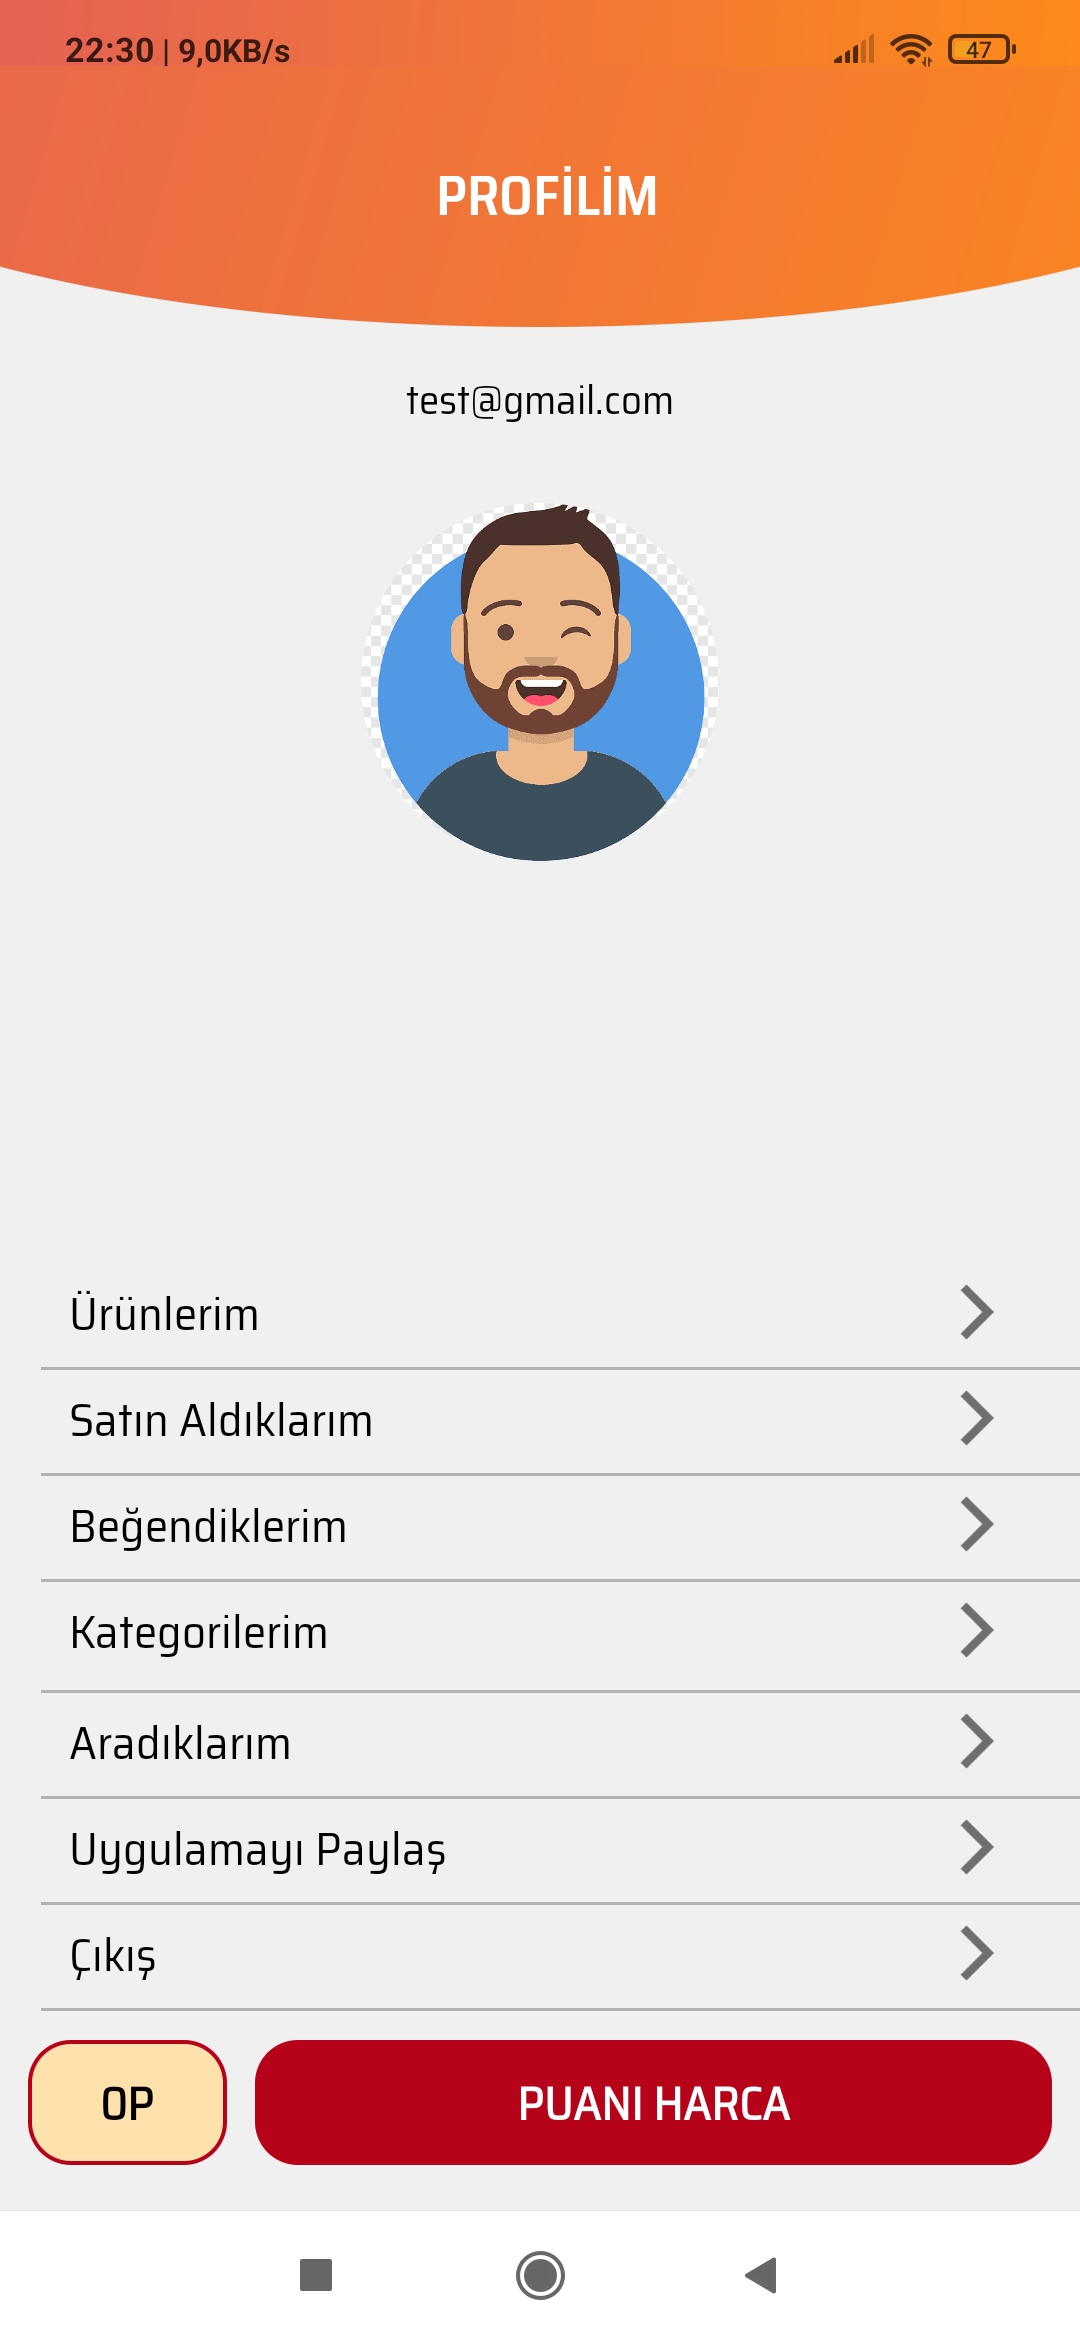 22:30 | 9,0KB/s 47
PROFİLİM
test@gmail.com
Ürünlerim
Satın Aldıklarım
Beğendiklerim
Kategorilerim
Aradıklarım
Uygulamayı Paylaş
Çıkış
0P PUANI HARCA